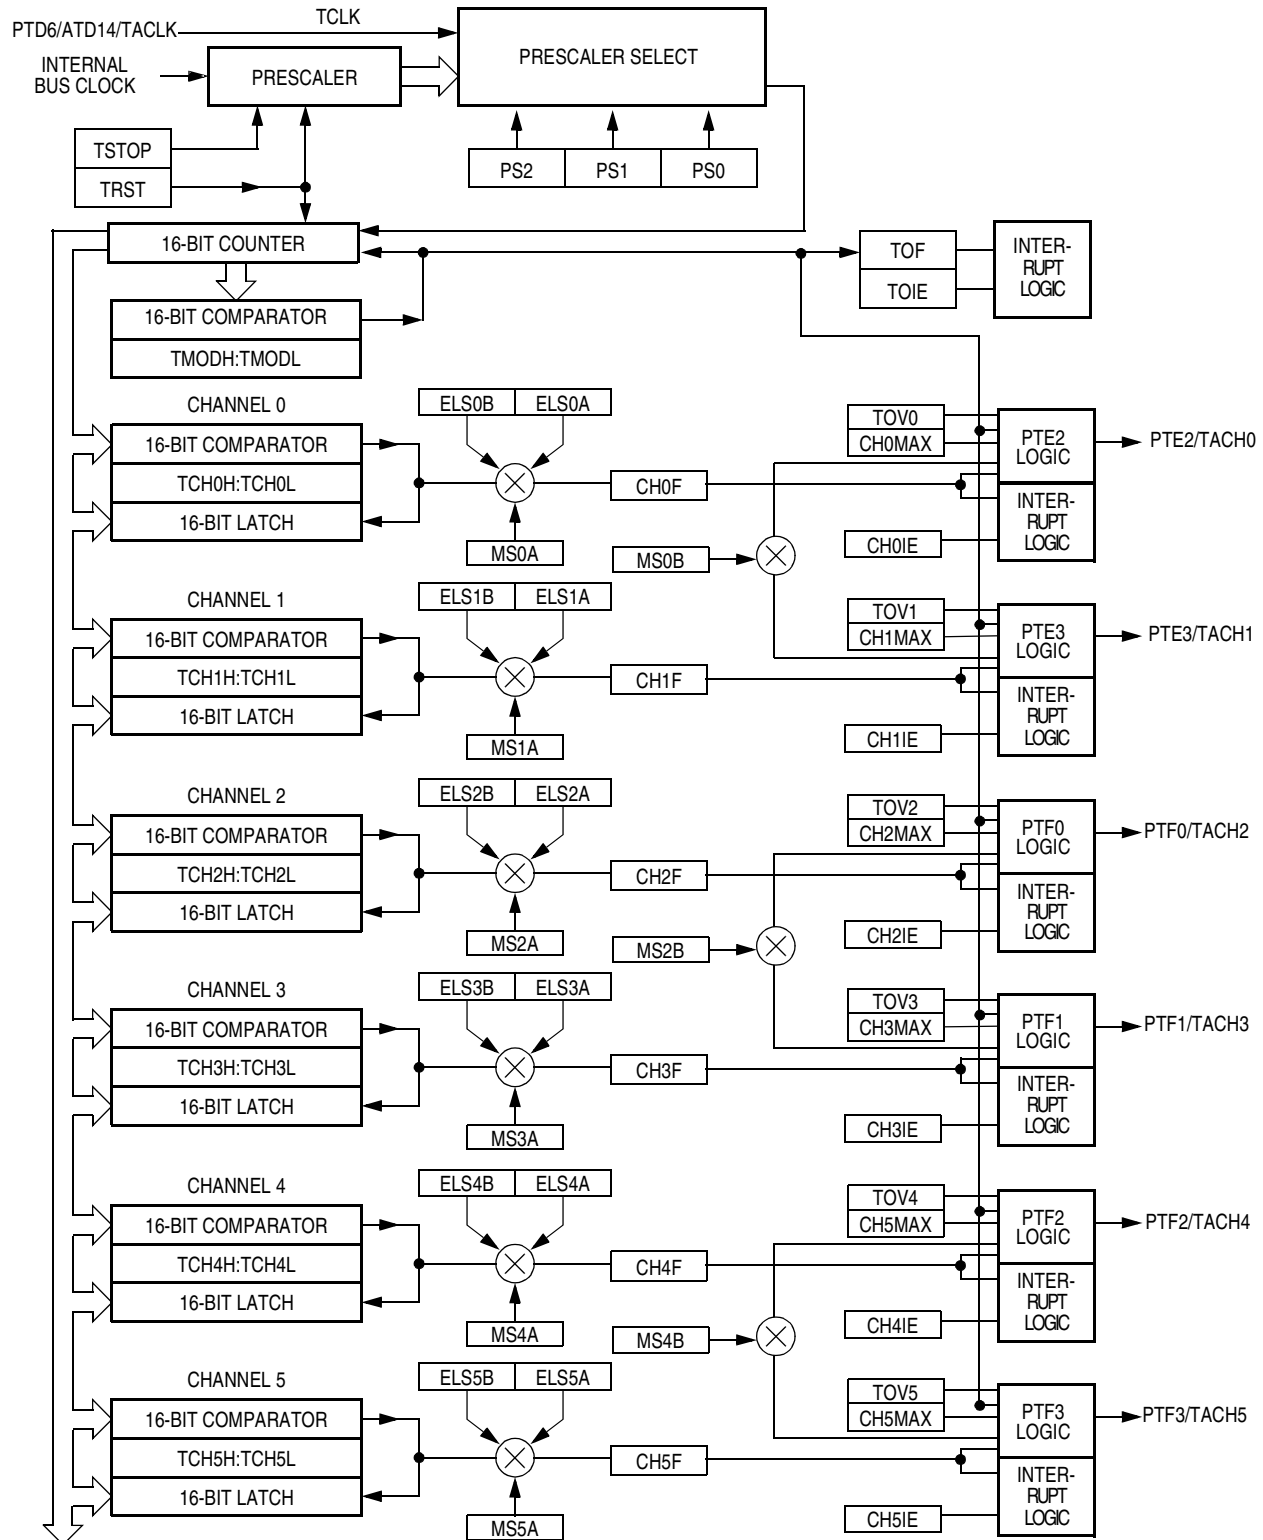 TCLK
PTD6/ATD14/TACLK
PRESCALER SELECT
INTERNAL
BUS CLOCK
PRESCALER
TSTOP
TRST
PS2 PS1 PS0
16-BIT COUNTER
TOF
TOIE
INTER-
RUPT
LOGIC
16-BIT COMPARATOR
TMODH:TMODL
CHANNEL 0
16-BIT COMPARATOR
TCH0H:TCH0L
16-BIT LATCH
ELS0B ELS0A
MS0A
CH0F
MS0B
TOV0
CH0MAX
CH0IE
PTE2
LOGIC
INTER-
RUPT
LOGIC
PTE2/TACH0
CHANNEL 1
16-BIT COMPARATOR
TCH1H:TCH1L
16-BIT LATCH
ELS1B ELS1A
MS1A
CH1F
TOV1
CH1MAX
CH1IE
PTE3
LOGIC
INTER-
RUPT
LOGIC
PTE3/TACH1
CHANNEL 2
16-BIT COMPARATOR
TCH2H:TCH2L
16-BIT LATCH
ELS2B ELS2A
MS2A
CH2F
MS2B
TOV2
CH2MAX
CH2IE
PTF0
LOGIC
INTER-
RUPT
LOGIC
PTF0/TACH2
CHANNEL 3
16-BIT COMPARATOR
TCH3H:TCH3L
16-BIT LATCH
ELS3B ELS3A
MS3A
CH3F
TOV3
CH3MAX
CH3IE
PTF1
LOGIC
INTER-
RUPT
LOGIC
PTF1/TACH3
CHANNEL 4
16-BIT COMPARATOR
TCH4H:TCH4L
16-BIT LATCH
ELS4B ELS4A
MS4A
CH4F
MS4B
TOV4
CH5MAX
CH4IE
PTF2
LOGIC
INTER-
RUPT
LOGIC
PTF2/TACH4
CHANNEL 5
16-BIT COMPARATOR
TCH5H:TCH5L
16-BIT LATCH
ELS5B ELS5A
MS5A
CH5F
TOV5
CH5MAX
CH5IE
PTF3
LOGIC
INTER-
RUPT
LOGIC
PTF3/TACH5